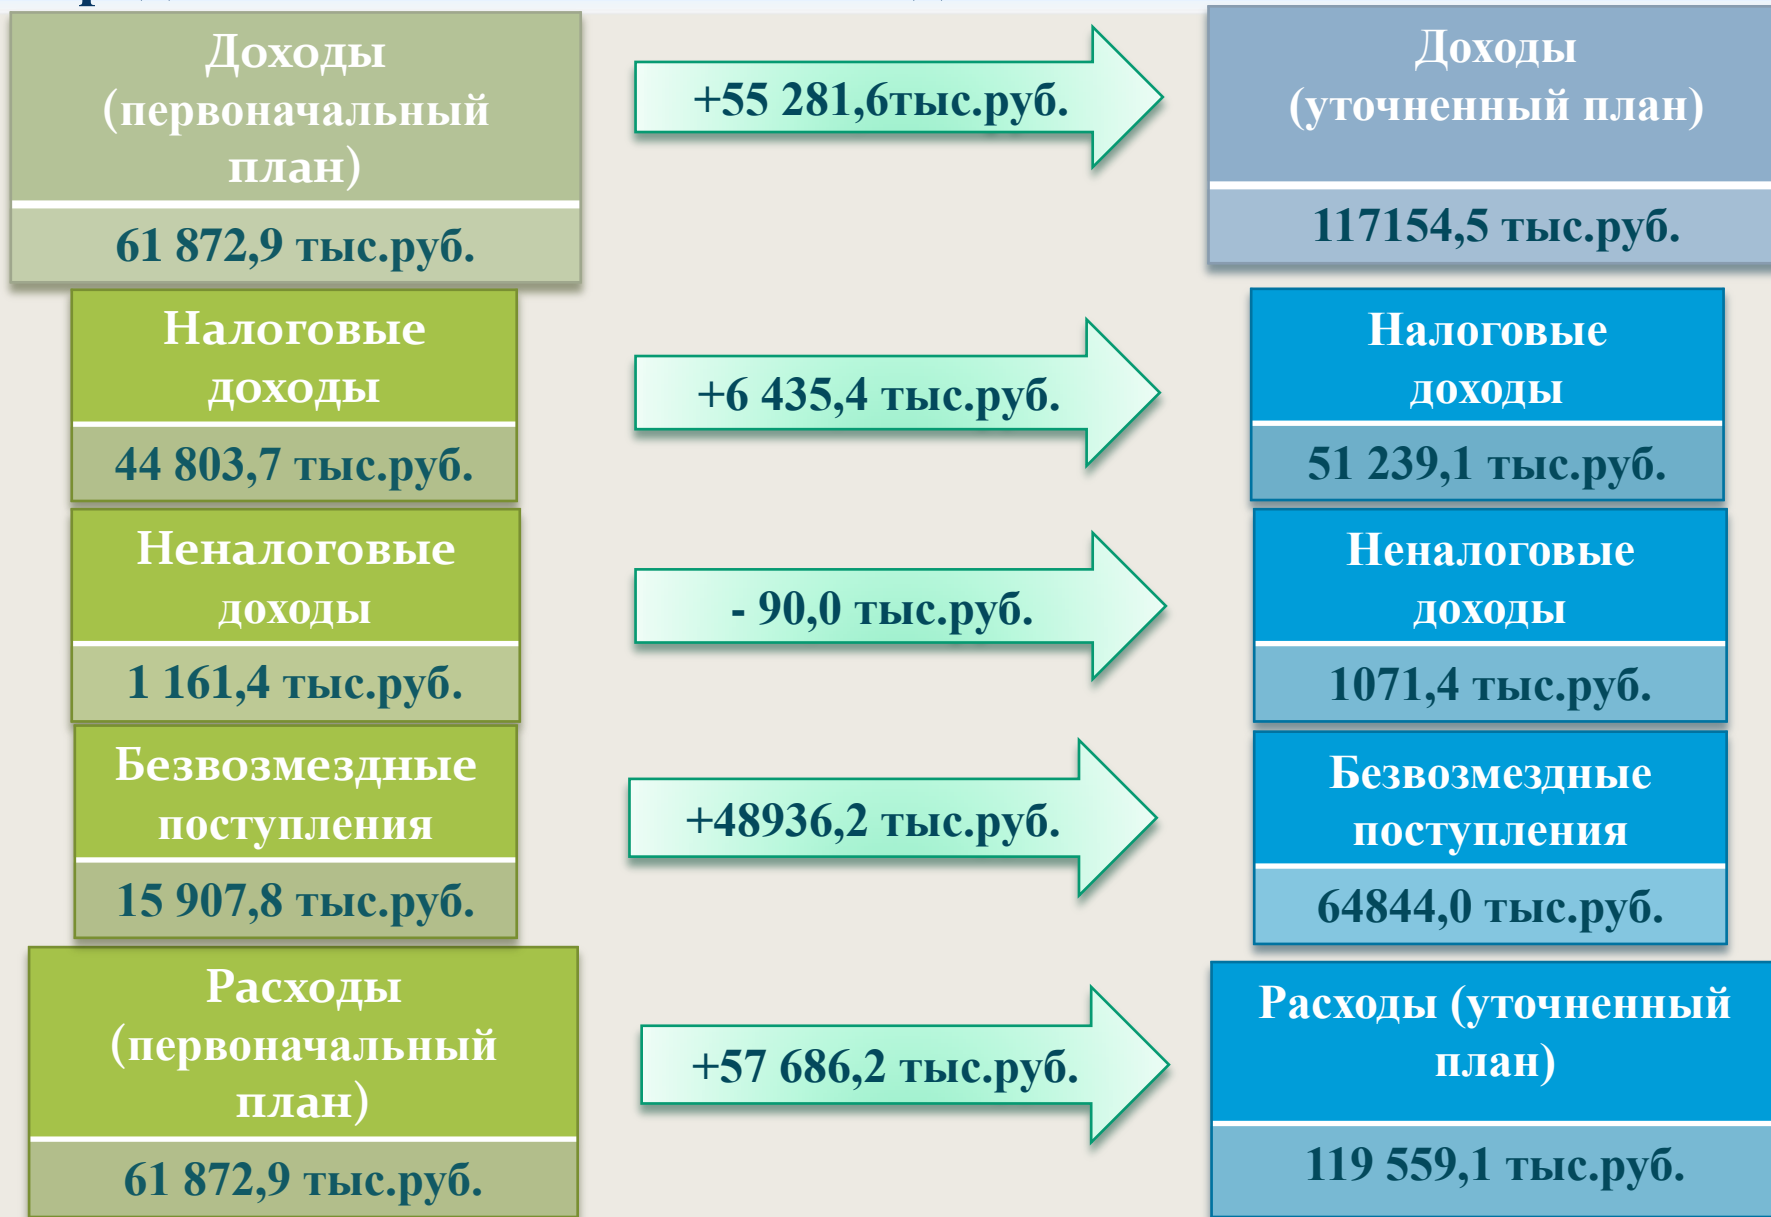 Доходы
(первоначальный
план)
61 872,9 тыс.руб.
+55 281,6тыс.руб.
Доходы
(уточненный план)
117154,5 тыс.руб.
Налоговые
доходы
44 803,7 тыс.руб.
+6 435,4 тыс.руб.
Налоговые
доходы
51 239,1 тыс.руб.
Неналоговые
доходы
1 161,4 тыс.руб.
- 90,0 тыс.руб.
Неналоговые
доходы
1071,4 тыс.руб.
Безвозмездные
поступления
15 907,8 тыс.руб.
+48936,2 тыс.руб.
Безвозмездные
поступления
64844,0 тыс.руб.
Расходы
(первоначальный
план)
61 872,9 тыс.руб.
+57 686,2 тыс.руб.
Расходы (уточненный
план)
119 559,1 тыс.руб.